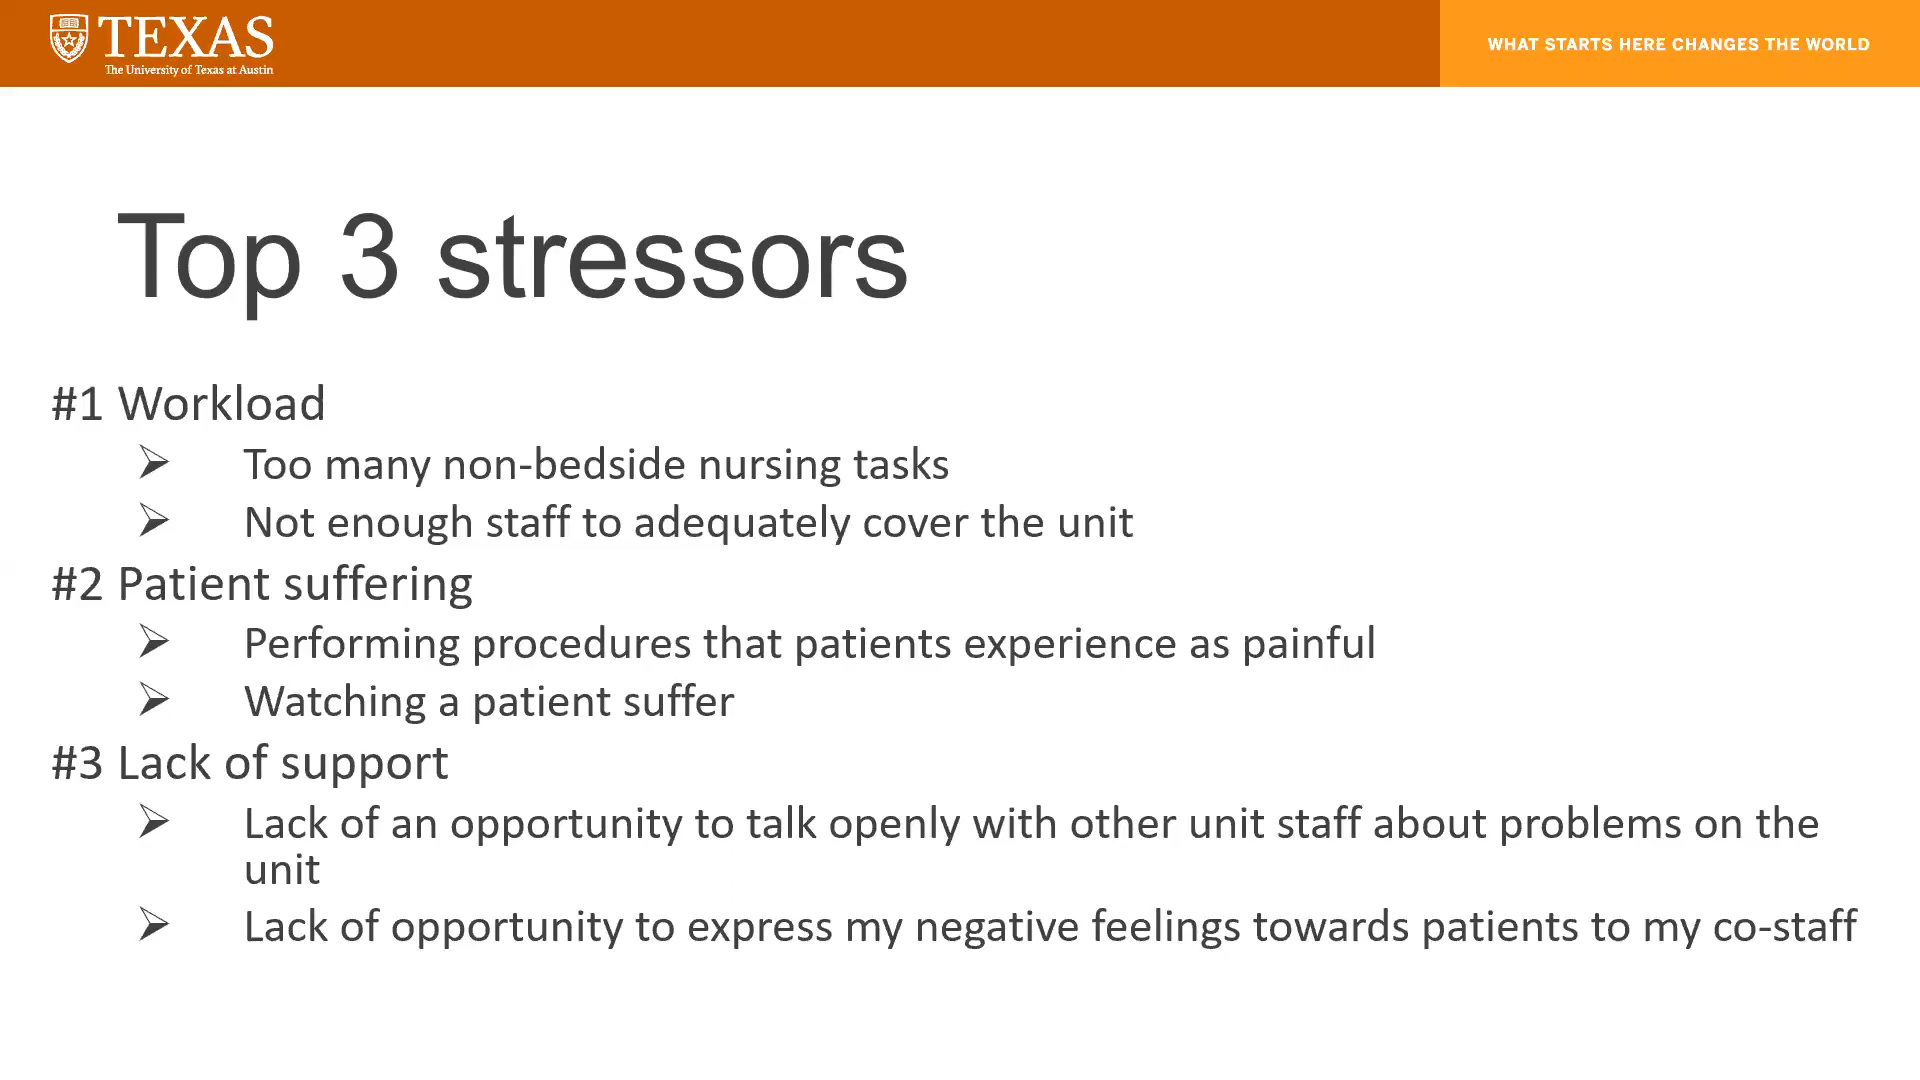 TEXAS
The University of Texas at Austin
WHAT STARTS HERE CHANGES THE WORLD
Top 3 stressors
#1 Workload
Too many non-bedside nursing tasks
Not enough staff to adequately cover the unit
#2 Patient suffering
Performing procedures that patients experience as painful
Watching a patient suffer
#3 Lack of support
Lack of an opportunity to talk openly with other unit staff about problems on the
unit
Lack of opportunity to express my negative feelings towards patients to my co-staff